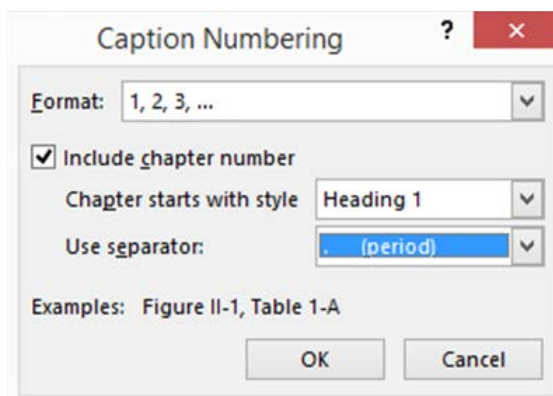 Caption Numbering ? ×
Format: 1, 2, 3, ...
Include chapter number
Chapter starts with style Heading 1
Use separator: . (period)
Examples: Figure II-1, Table 1-A
OK Cancel